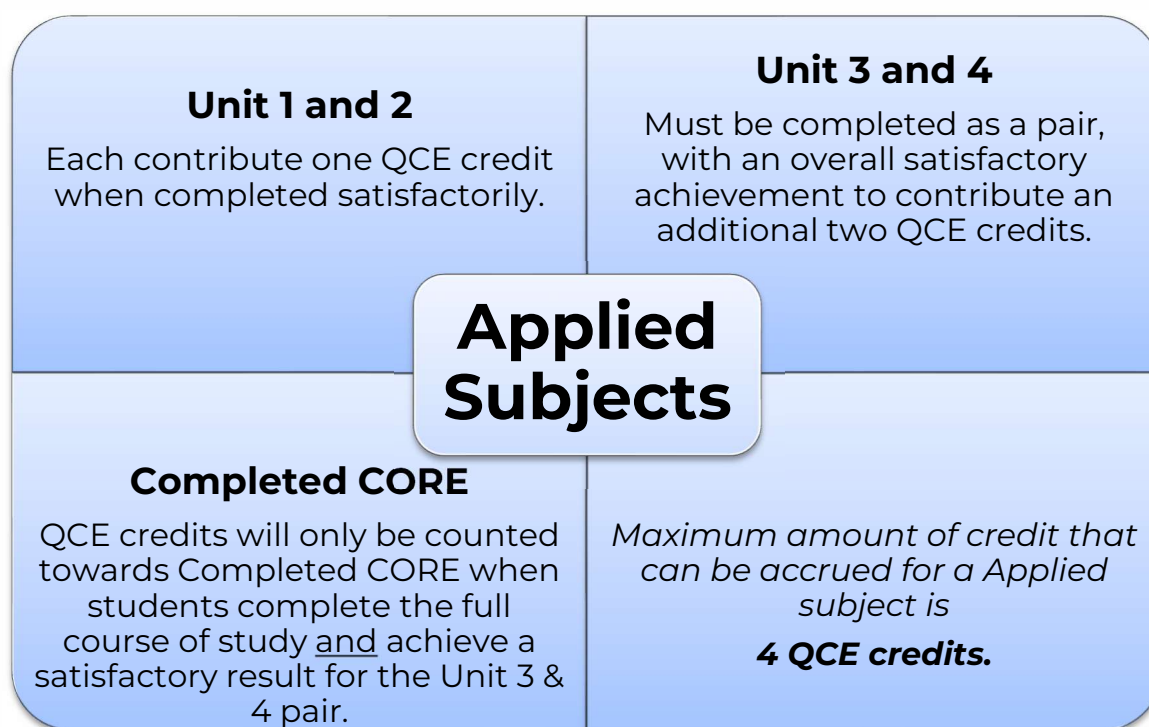 Unit 1 and 2
Each contribute one QCE credit
when completed satisfactorily.
Unit 3 and 4
Must be completed as a pair,
with an overall satisfactory
achievement to contribute an
additional two QCE credits.
Applied
Subjects
Completed CORE
QCE credits will only be counted
towards Completed CORE when
students complete the full
course of study and achieve a
satisfactory result for the Unit 3 &
4 pair.
Maximum amount of credit that
can be accrued for a Applied
subject is
4 QCE credits.